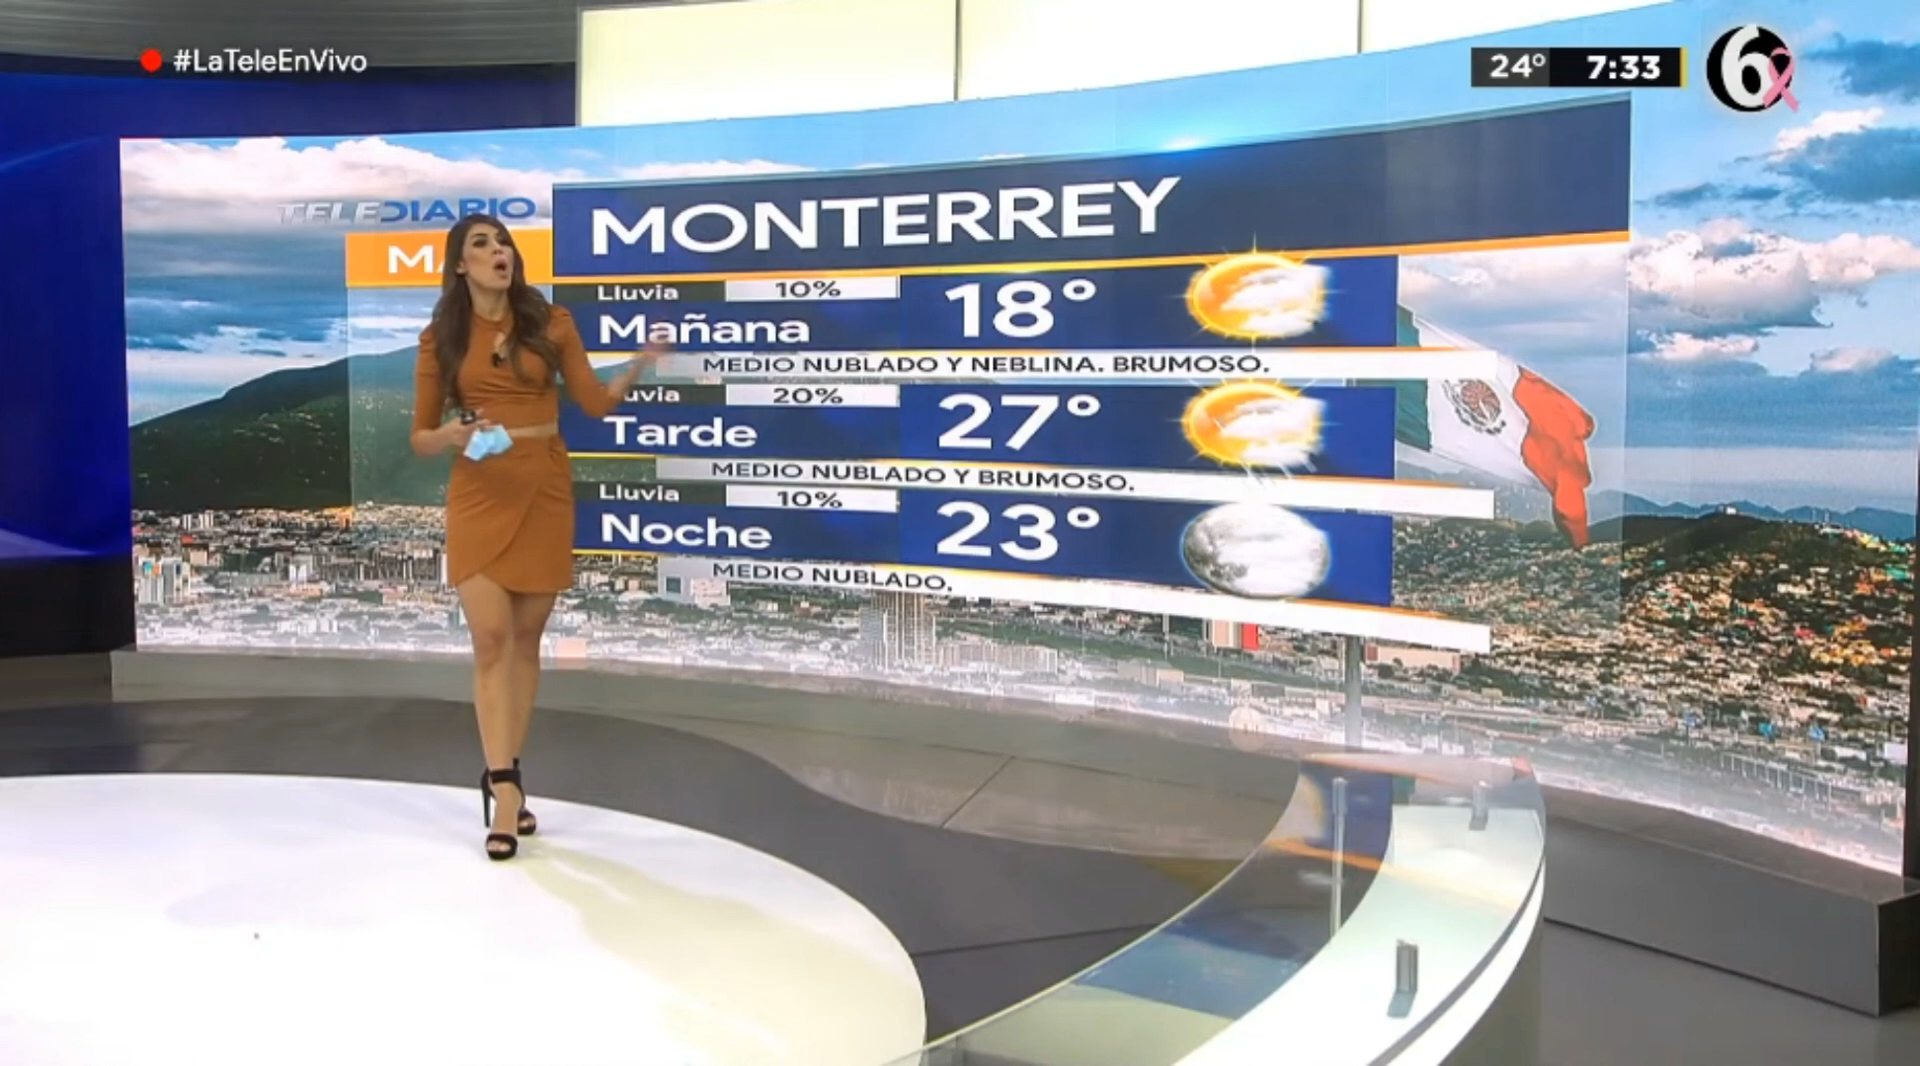 #LaTeleEnVivo
24° 7:33
6
TELEDIARIO
MONTERREY
Lluvia 10%
Mañana 18°
MEDIO NUBLADO Y NEBLINA. BRUMOSO.
20%
Tarde 27°
MEDIO NUBLADO Y BRUMOSO.
Lluvia 10%
Noche 23°
MEDIO NUBLADO.